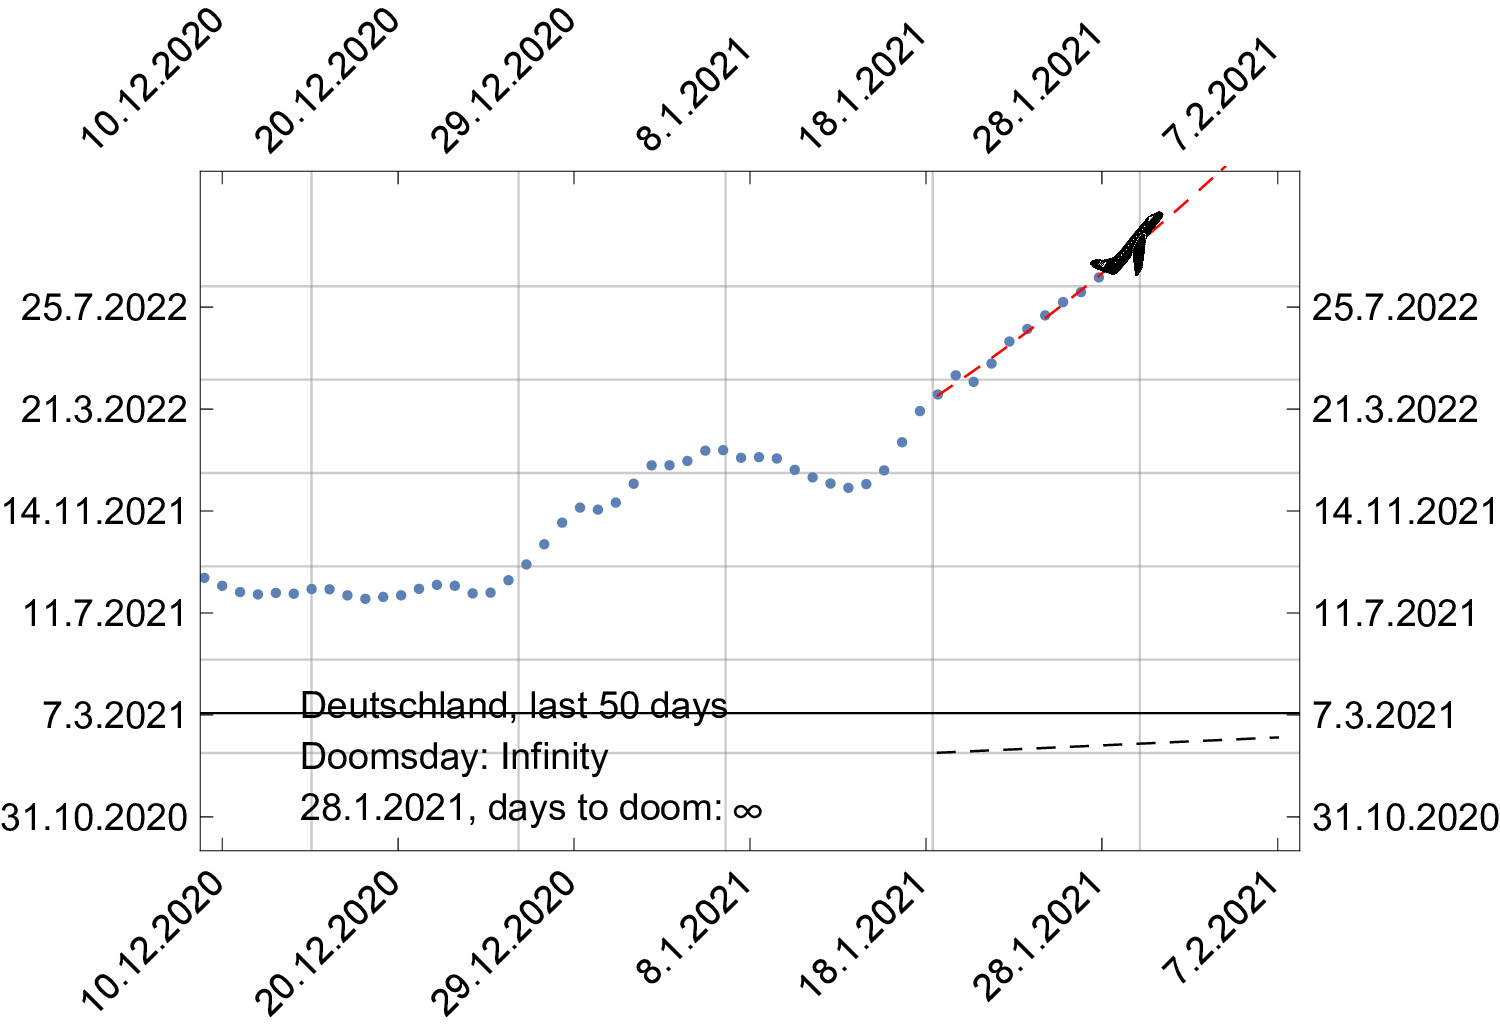 10.12.2020 20.12.2020 29.12.2020 8.1.2021 18.1.2021 28.1.2021 7.2.2021
25.7.2022 25.7.2022
21.3.2022 21.3.2022
14.11.2021 14.11.2021
11.7.2021 11.7.2021
Deutschland, last 50 days
7.3.2021 7.3.2021
Doomsday: Infinity
28.1.2021, days to doom: ∞
31.10.2020 31.10.2020
10.12.2020 20.12.2020 29.12.2020 8.1.2021 18.1.2021 28.1.2021 7.2.2021